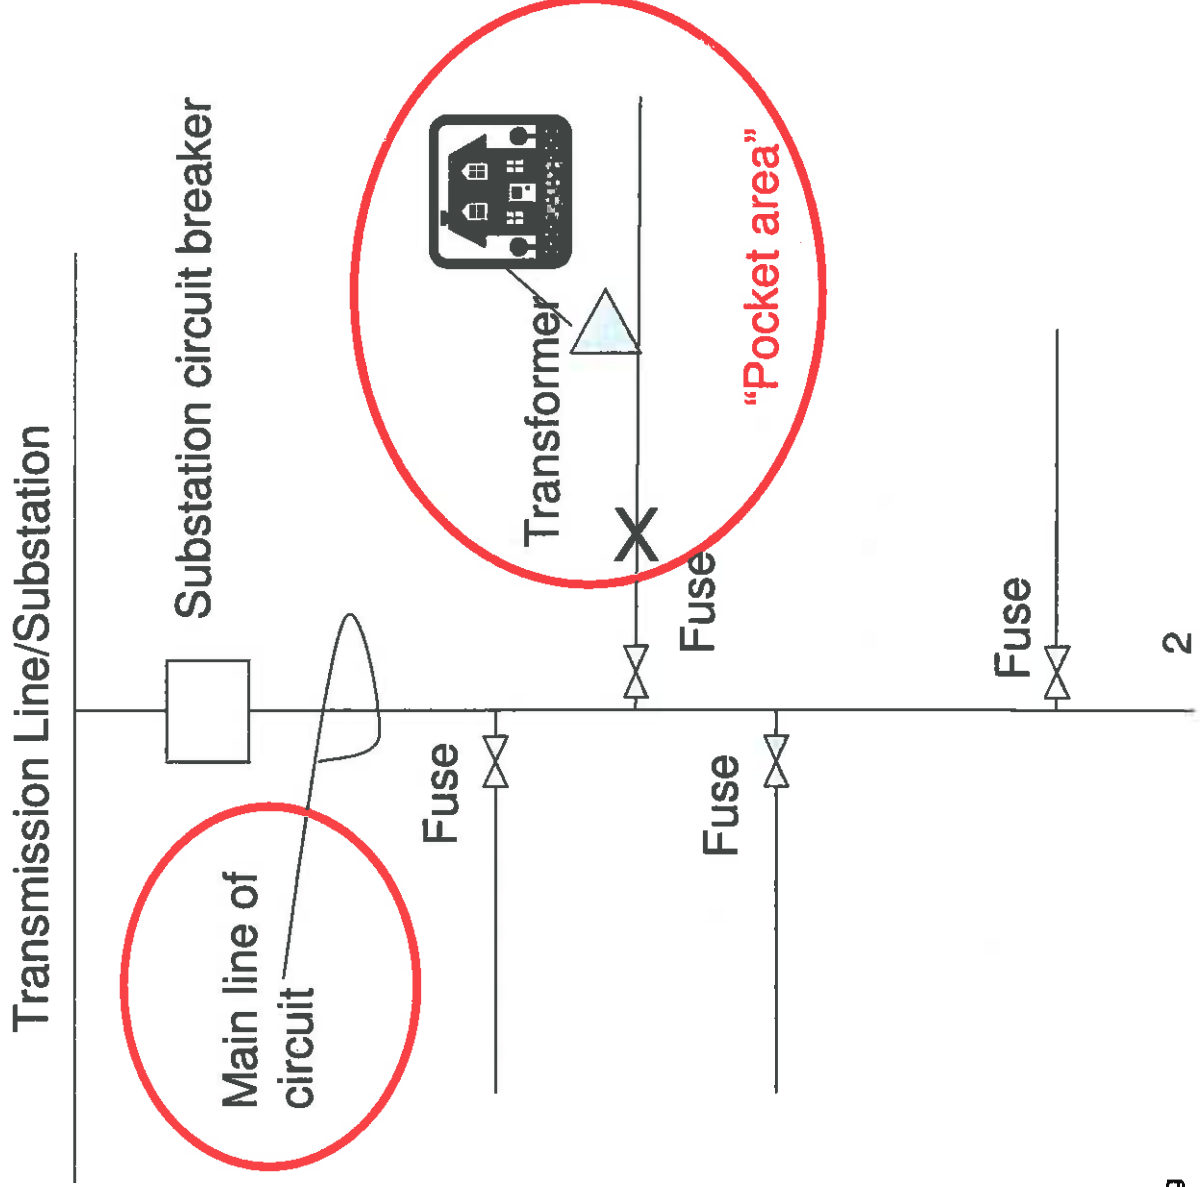 Transmission Line/Substation
Substation circuit breaker
Main line of
circuit
Transformer
"Pocket area"
Fuse
Fuse
Fuse
Fuse
2